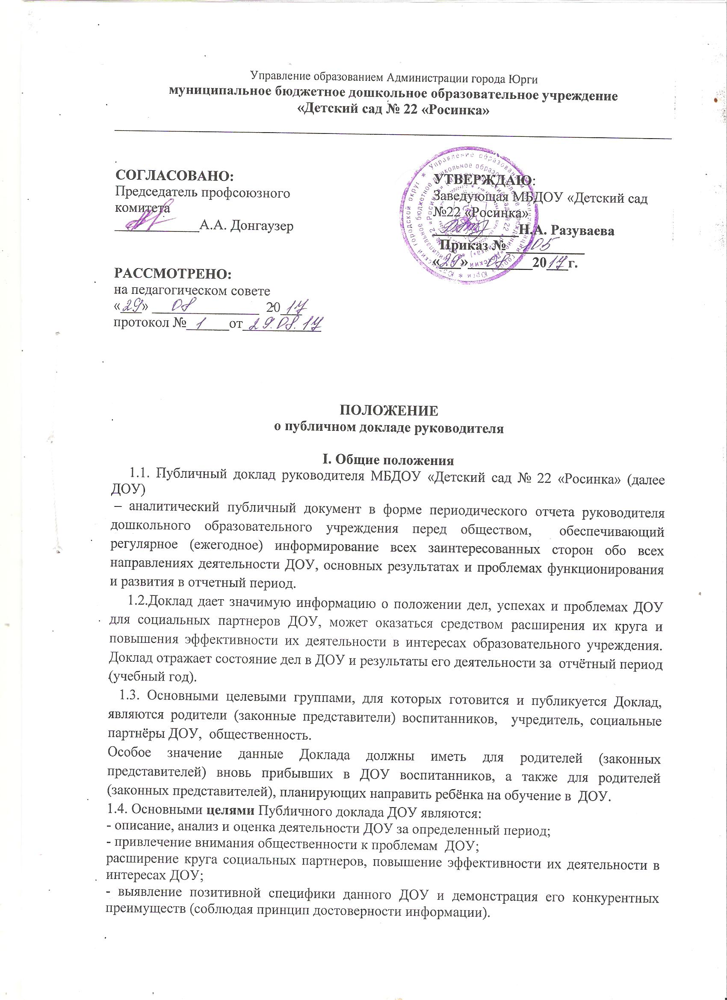 Управление образованием Администрации города Юрги
муниципальное бюджетное дошкольное образовательное учреждение
«Детский сад № 22 «Росинка»
СОГЛАСОВАНО:
Председатель профсоюзного
комитета
____________А.А. Донгаузер
РАССМОТРЕНО:
на педагогическом совете
«29» 08 2017
протокол № 1 от 29.08.17
УТВЕРЖДАЮ:
Заведующая МБДОУ «Детский сад
№22 «Росинка»
____________Н.А. Разуваева
Приказ № 105
«29» 08 2017г.
ПОЛОЖЕНИЕ
о публичном докладе руководителя
I. Общие положения
1.1. Публичный доклад руководителя МБДОУ «Детский сад № 22 «Росинка» (далее
ДОУ)
– аналитический публичный документ в форме периодического отчета руководителя
дошкольного образовательного учреждения перед обществом, обеспечивающий
регулярное (ежегодное) информирование всех заинтересованных сторон обо всех
направлениях деятельности ДОУ, основных результатах и проблемах функционирования
и развития в отчетный период.
1.2.Доклад дает значимую информацию о положении дел, успехах и проблемах ДОУ
для социальных партнеров ДОУ, может оказаться средством расширения их круга и
повышения эффективности их деятельности в интересах образовательного учреждения.
Доклад отражает состояние дел в ДОУ и результаты его деятельности за отчётный период
(учебный год).
1.3. Основными целевыми группами, для которых готовится и публикуется Доклад,
являются родители (законные представители) воспитанников, учредитель, социальные
партнёры ДОУ, общественность.
Особое значение данные Доклада должны иметь для родителей (законных
представителей) вновь прибывших в ДОУ воспитанников, а также для родителей
(законных представителей), планирующих направить ребёнка на обучение в ДОУ.
1.4. Основными целями Публичного доклада ДОУ являются:
- описание, анализ и оценка деятельности ДОУ за определенный период;
- привлечение внимания общественности к проблемам ДОУ;
расширение круга социальных партнеров, повышение эффективности их деятельности в
интересах ДОУ;
- выявление позитивной специфики данного ДОУ и демонстрация его конкурентных
преимуществ (соблюдая принцип достоверности информации).